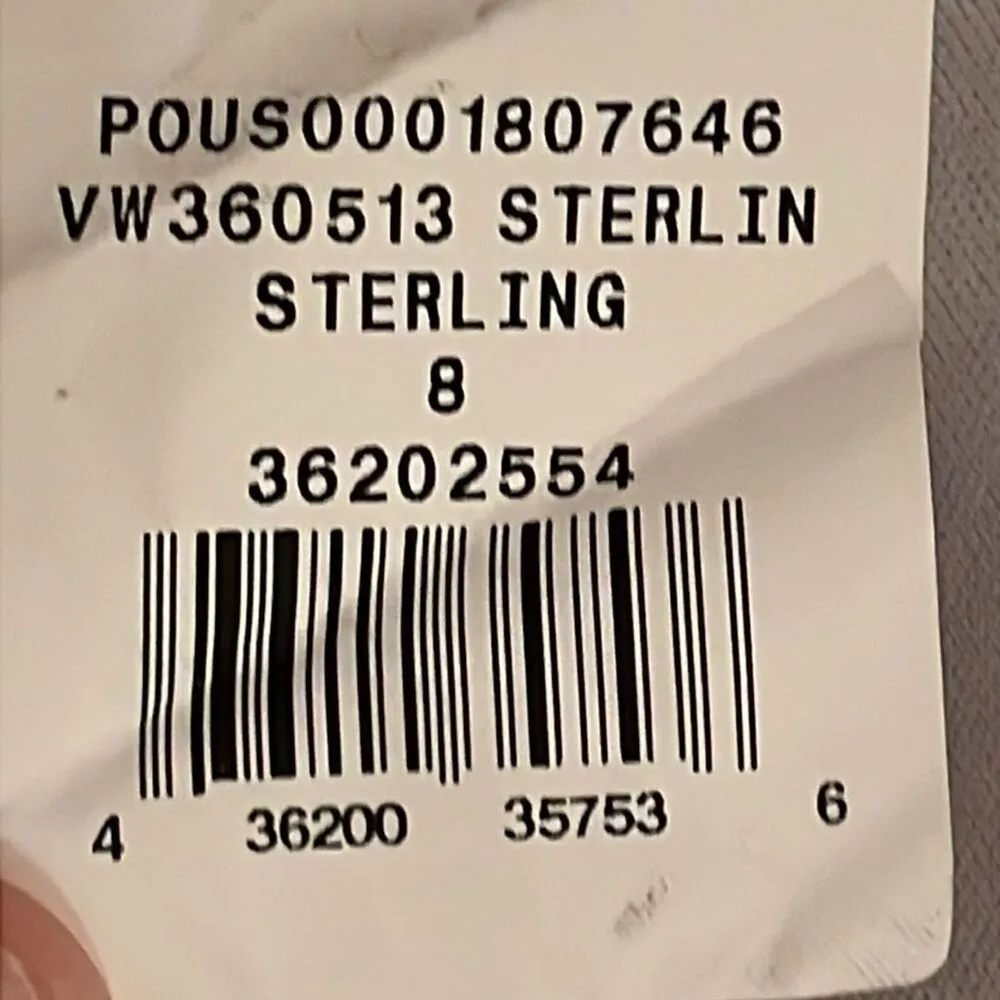 POUS0001807646
VW360513 STERLIN
STERLING
8
36202554
4 36200 35753 6